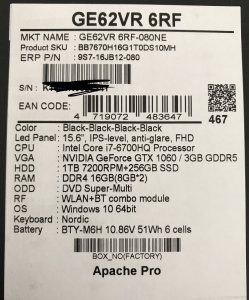 GE62VR 6RF
MKT NAME : GE62VR 6RF-080NE
Product SKU : BB7670H16G1T0DS10MH
ERP P/N : 9S7-16JB12-080
S/N : K
EAN CODE: 4 719072 483647
467
Color : Black-Black-Black-Black
Led Panel : 15.6", IPS-level, anti-glare, FHD
CPU : Intel Core i7-6700HQ Processor
VGA : NVIDIA GeForce GTX 1060 / 3GB GDDR5
HDD : 1TB 7200RPM+256GB SSD
RAM : DDR4 16GB(8GB*2)
ODD : DVD Super-Multi
RF : WLAN+BT combo module
OS : Windows 10 64bit
Keyboard : Nordic
Battery : BTY-M6H 10.86V 51Wh 6 cells
BOX_NO(FACTORY)
Apache Pro